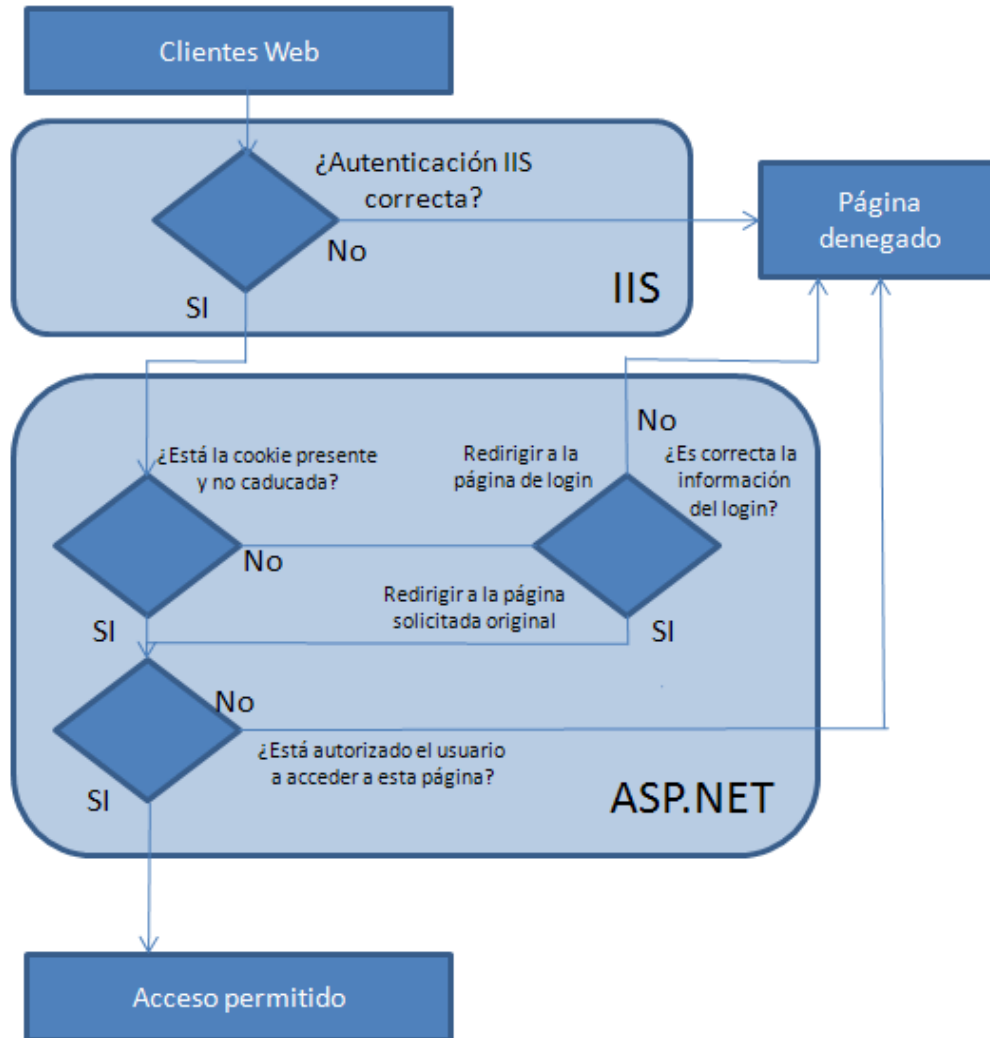 Clientes Web
¿Autenticación IIS
correcta?
No
SI
IIS
Página
denegado
No
¿Está la cookie presente
y no caducada?
Redirigir a la
página de login
¿Es correcta la
información
del login?
No
Redirigir a la página
solicitada original
SI
SI
No
¿Está autorizado el usuario
a acceder a esta página?
SI
ASP.NET
Acceso permitido